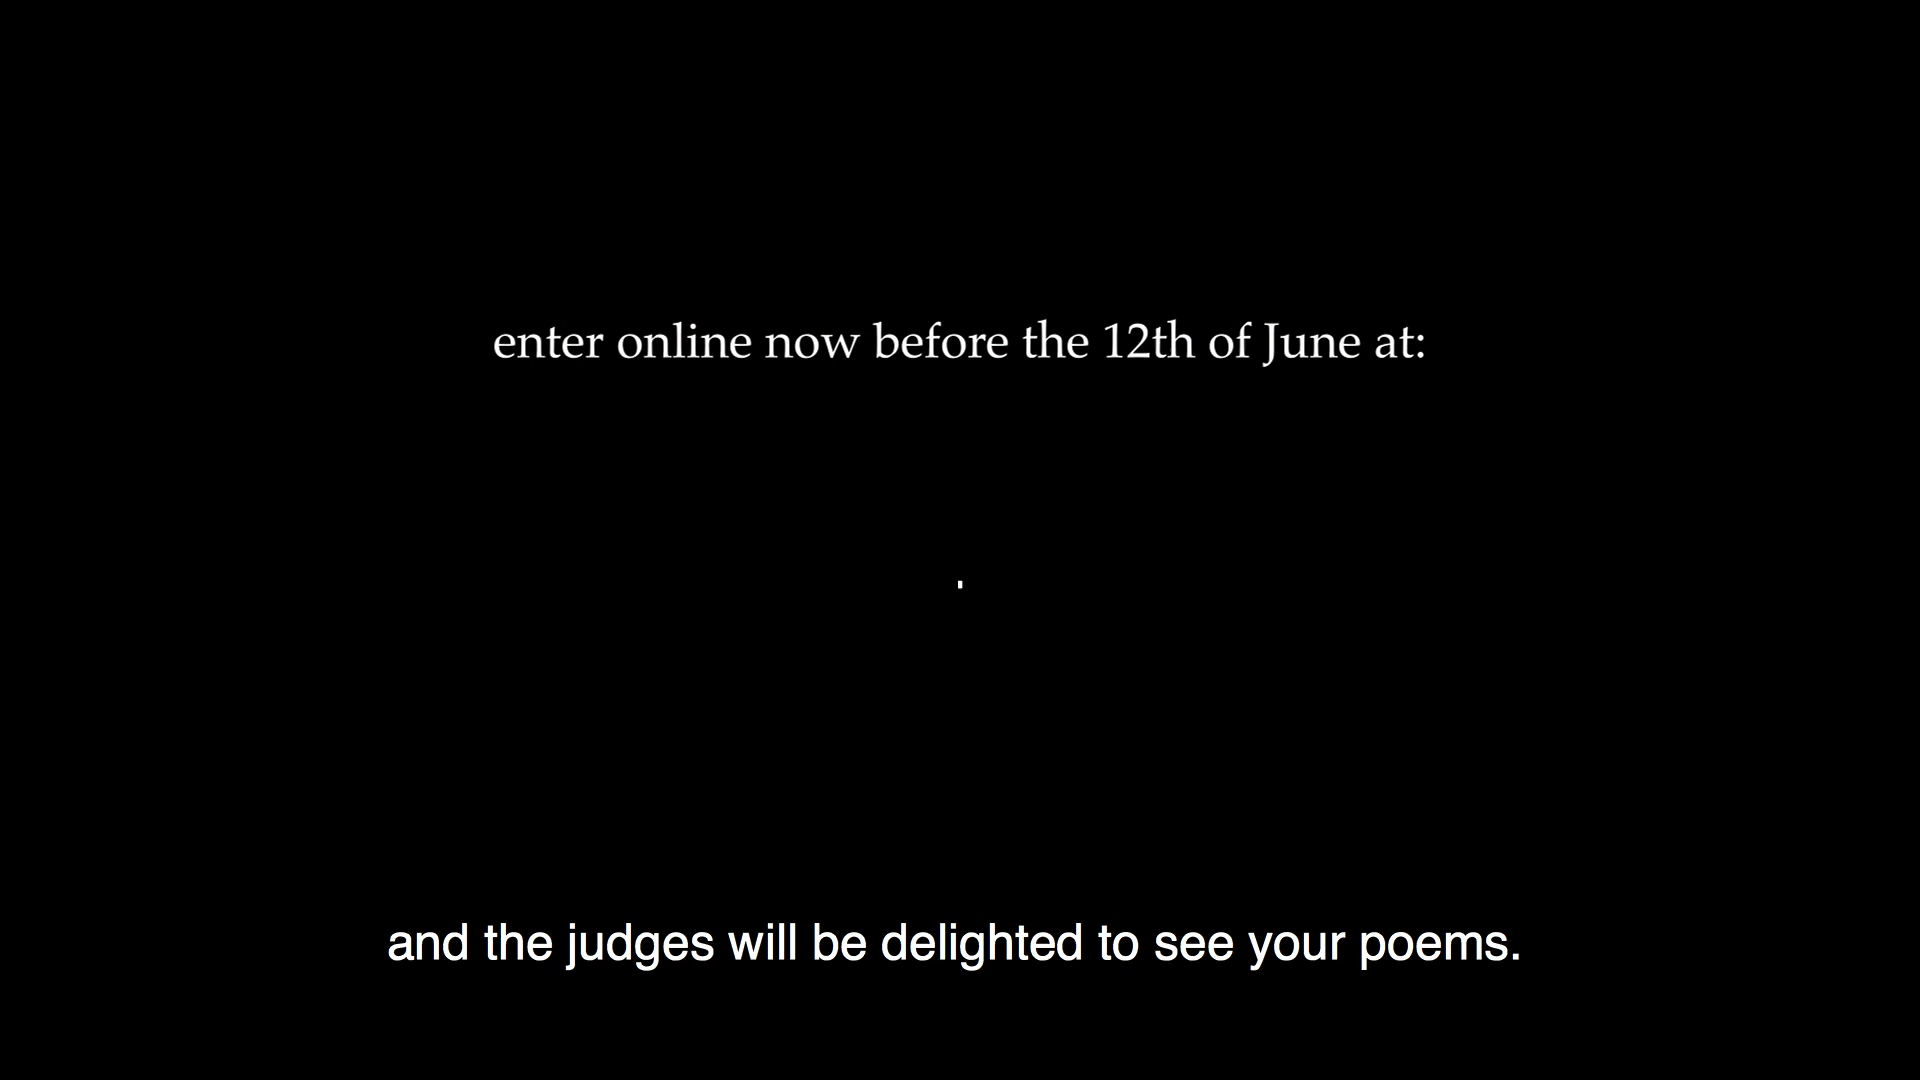 enter online now before the 12th of June at:
and the judges will be delighted to see your poems.